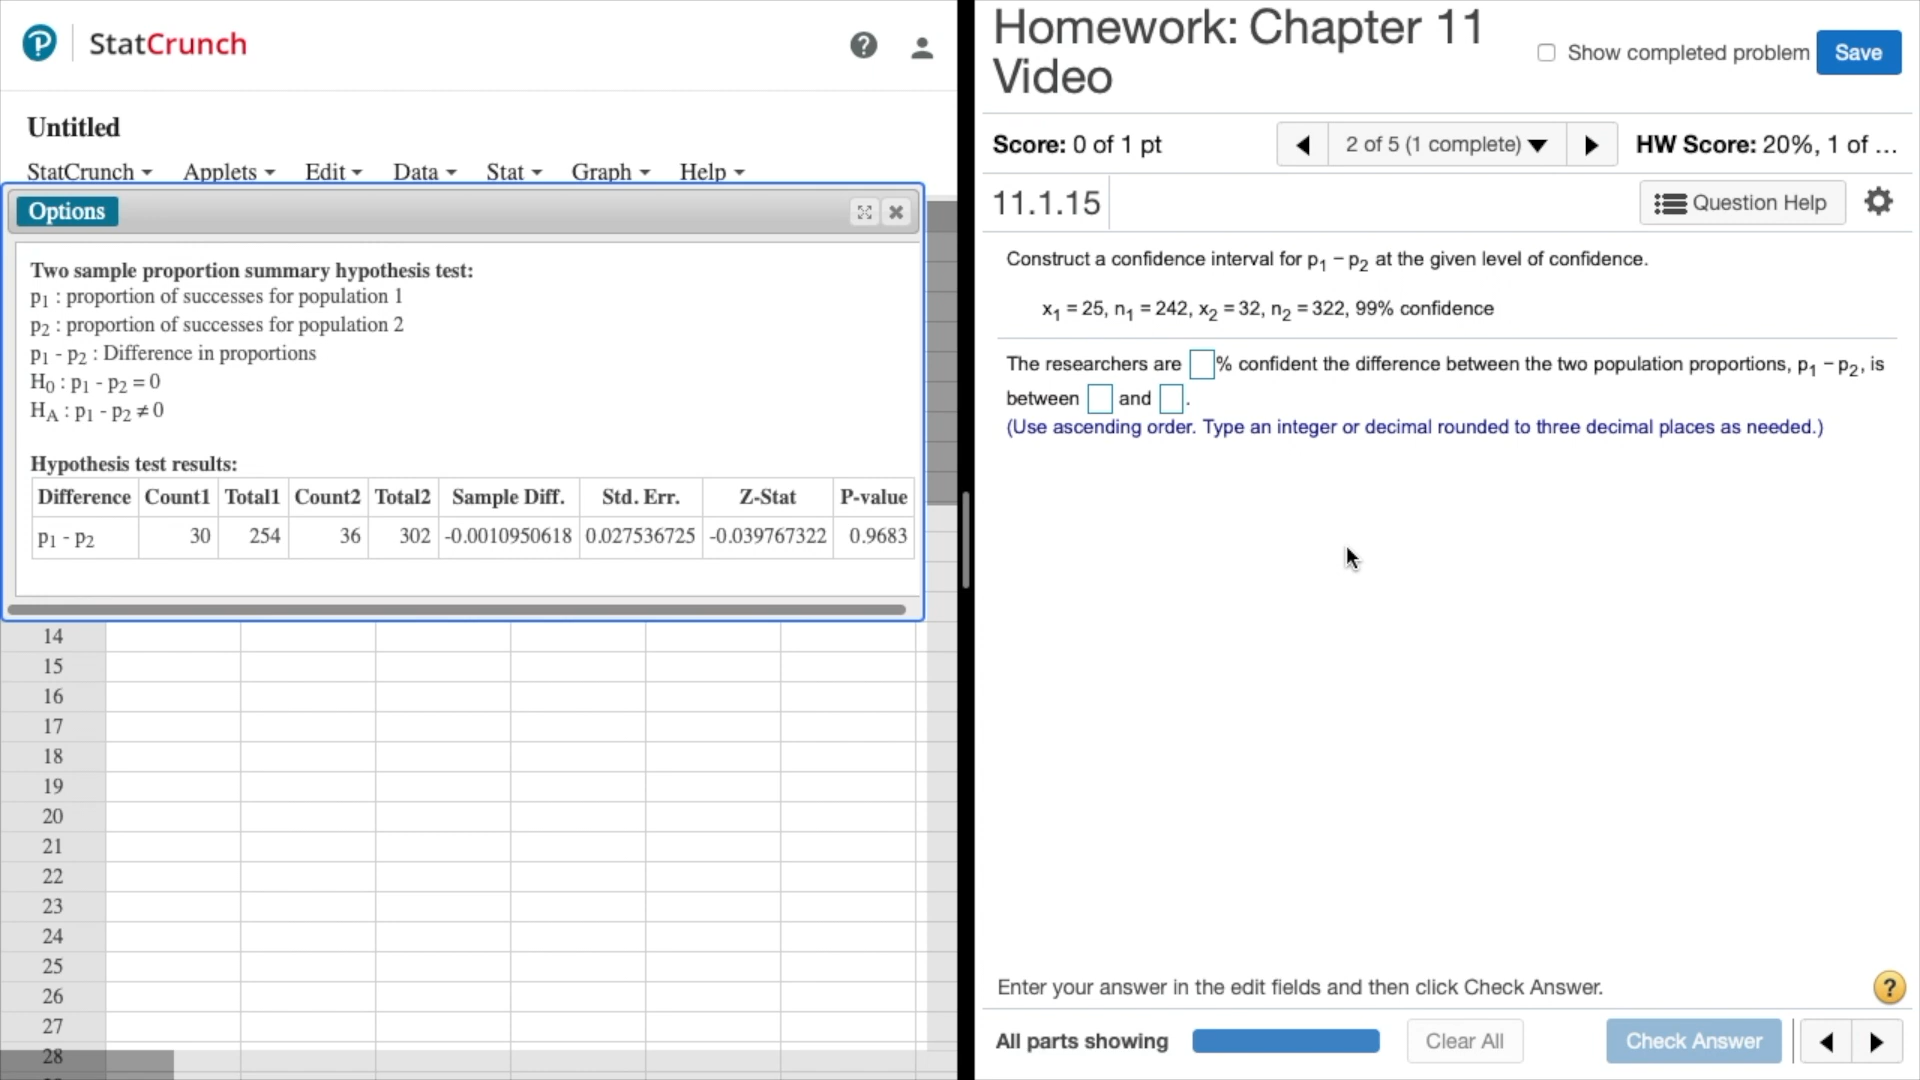 StatCrunch
Untitled
StatCrunch Applets Edit Data Stat Graph Help
Options
Two sample proportion summary hypothesis test:
p1 : proportion of successes for population 1
p2 : proportion of successes for population 2
p1 - p2 : Difference in proportions
H0 : p1 - p2 = 0
HA : p1 - p2 ≠ 0
Hypothesis test results:
Difference Count1 Total1 Count2 Total2 Sample Diff. Std. Err. Z-Stat P-value
p1 - p2 30 254 36 302 -0.0010950618 0.027536725 -0.039767322 0.9683
14
15
16
17
18
19
20
21
22
23
24
25
26
27
28
Homework: Chapter 11
Video
Show completed problem Save
Score: 0 of 1 pt 2 of 5 (1 complete) HW Score: 20%, 1 of ...
11.1.15 Question Help
Construct a confidence interval for p1 − p2 at the given level of confidence.
x1 = 25, n1 = 242, x2 = 32, n2 = 322, 99% confidence
The researchers are % confident the difference between the two population proportions, p1 − p2, is
between and .
(Use ascending order. Type an integer or decimal rounded to three decimal places as needed.)
Enter your answer in the edit fields and then click Check Answer.
?
All parts showing Clear All Check Answer